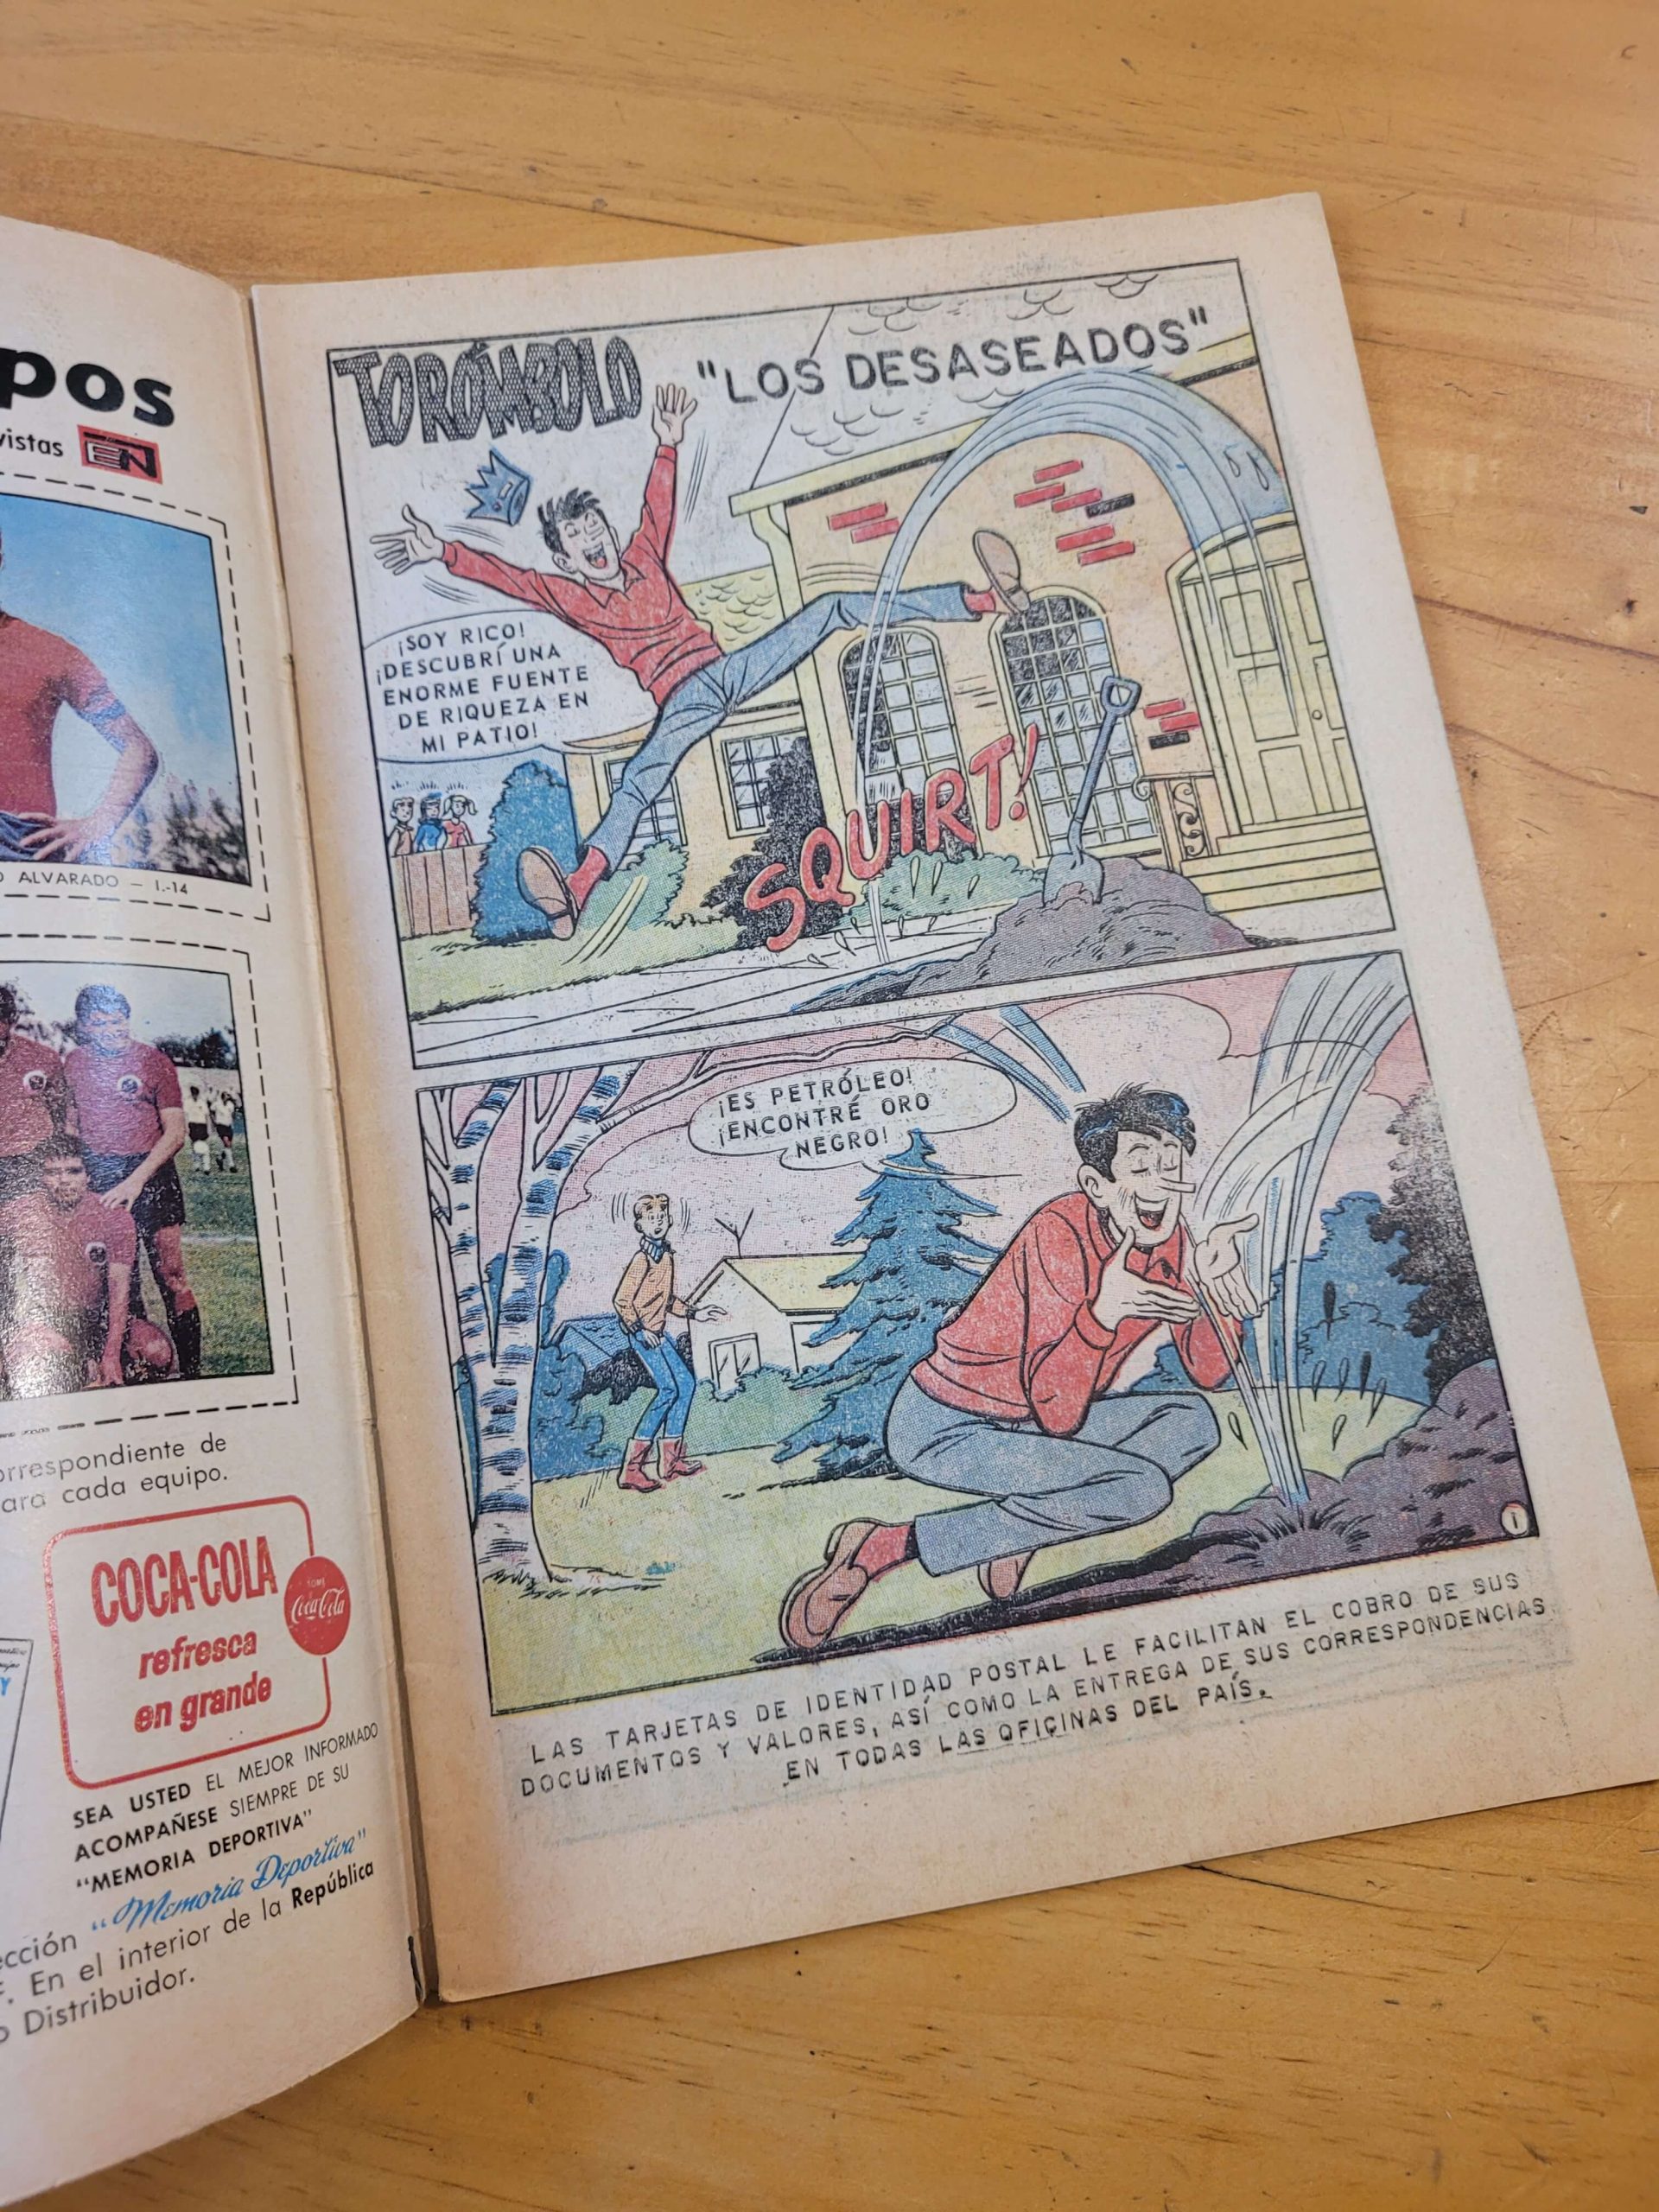 pos
vistas EN
ALVARADO — I.-14
orrespondiente de
ara cada equipo.
COCA-COLA
refresca
en grande
TOME
Coca-Cola
SEA USTED EL MEJOR INFORMADO
ACOMPAÑESE SIEMPRE DE SU
"MEMORIA DEPORTIVA"
ección "Memoria Deportiva"
. En el interior de la República
o Distribuidor.
TORÓMBOLO "LOS DESASEADOS"
¡SOY RICO!
¡DESCUBRÍ UNA
ENORME FUENTE
DE RIQUEZA EN
MI PATIO!
SQUIRT!
¡ES PETRÓLEO!
¡ENCONTRÉ ORO
NEGRO!
1
LAS TARJETAS DE IDENTIDAD POSTAL LE FACILITAN EL COBRO DE SUS
DOCUMENTOS Y VALORES, ASÍ COMO LA ENTREGA DE SUS CORRESPONDENCIAS
EN TODAS LAS OFICINAS DEL PAÍS.